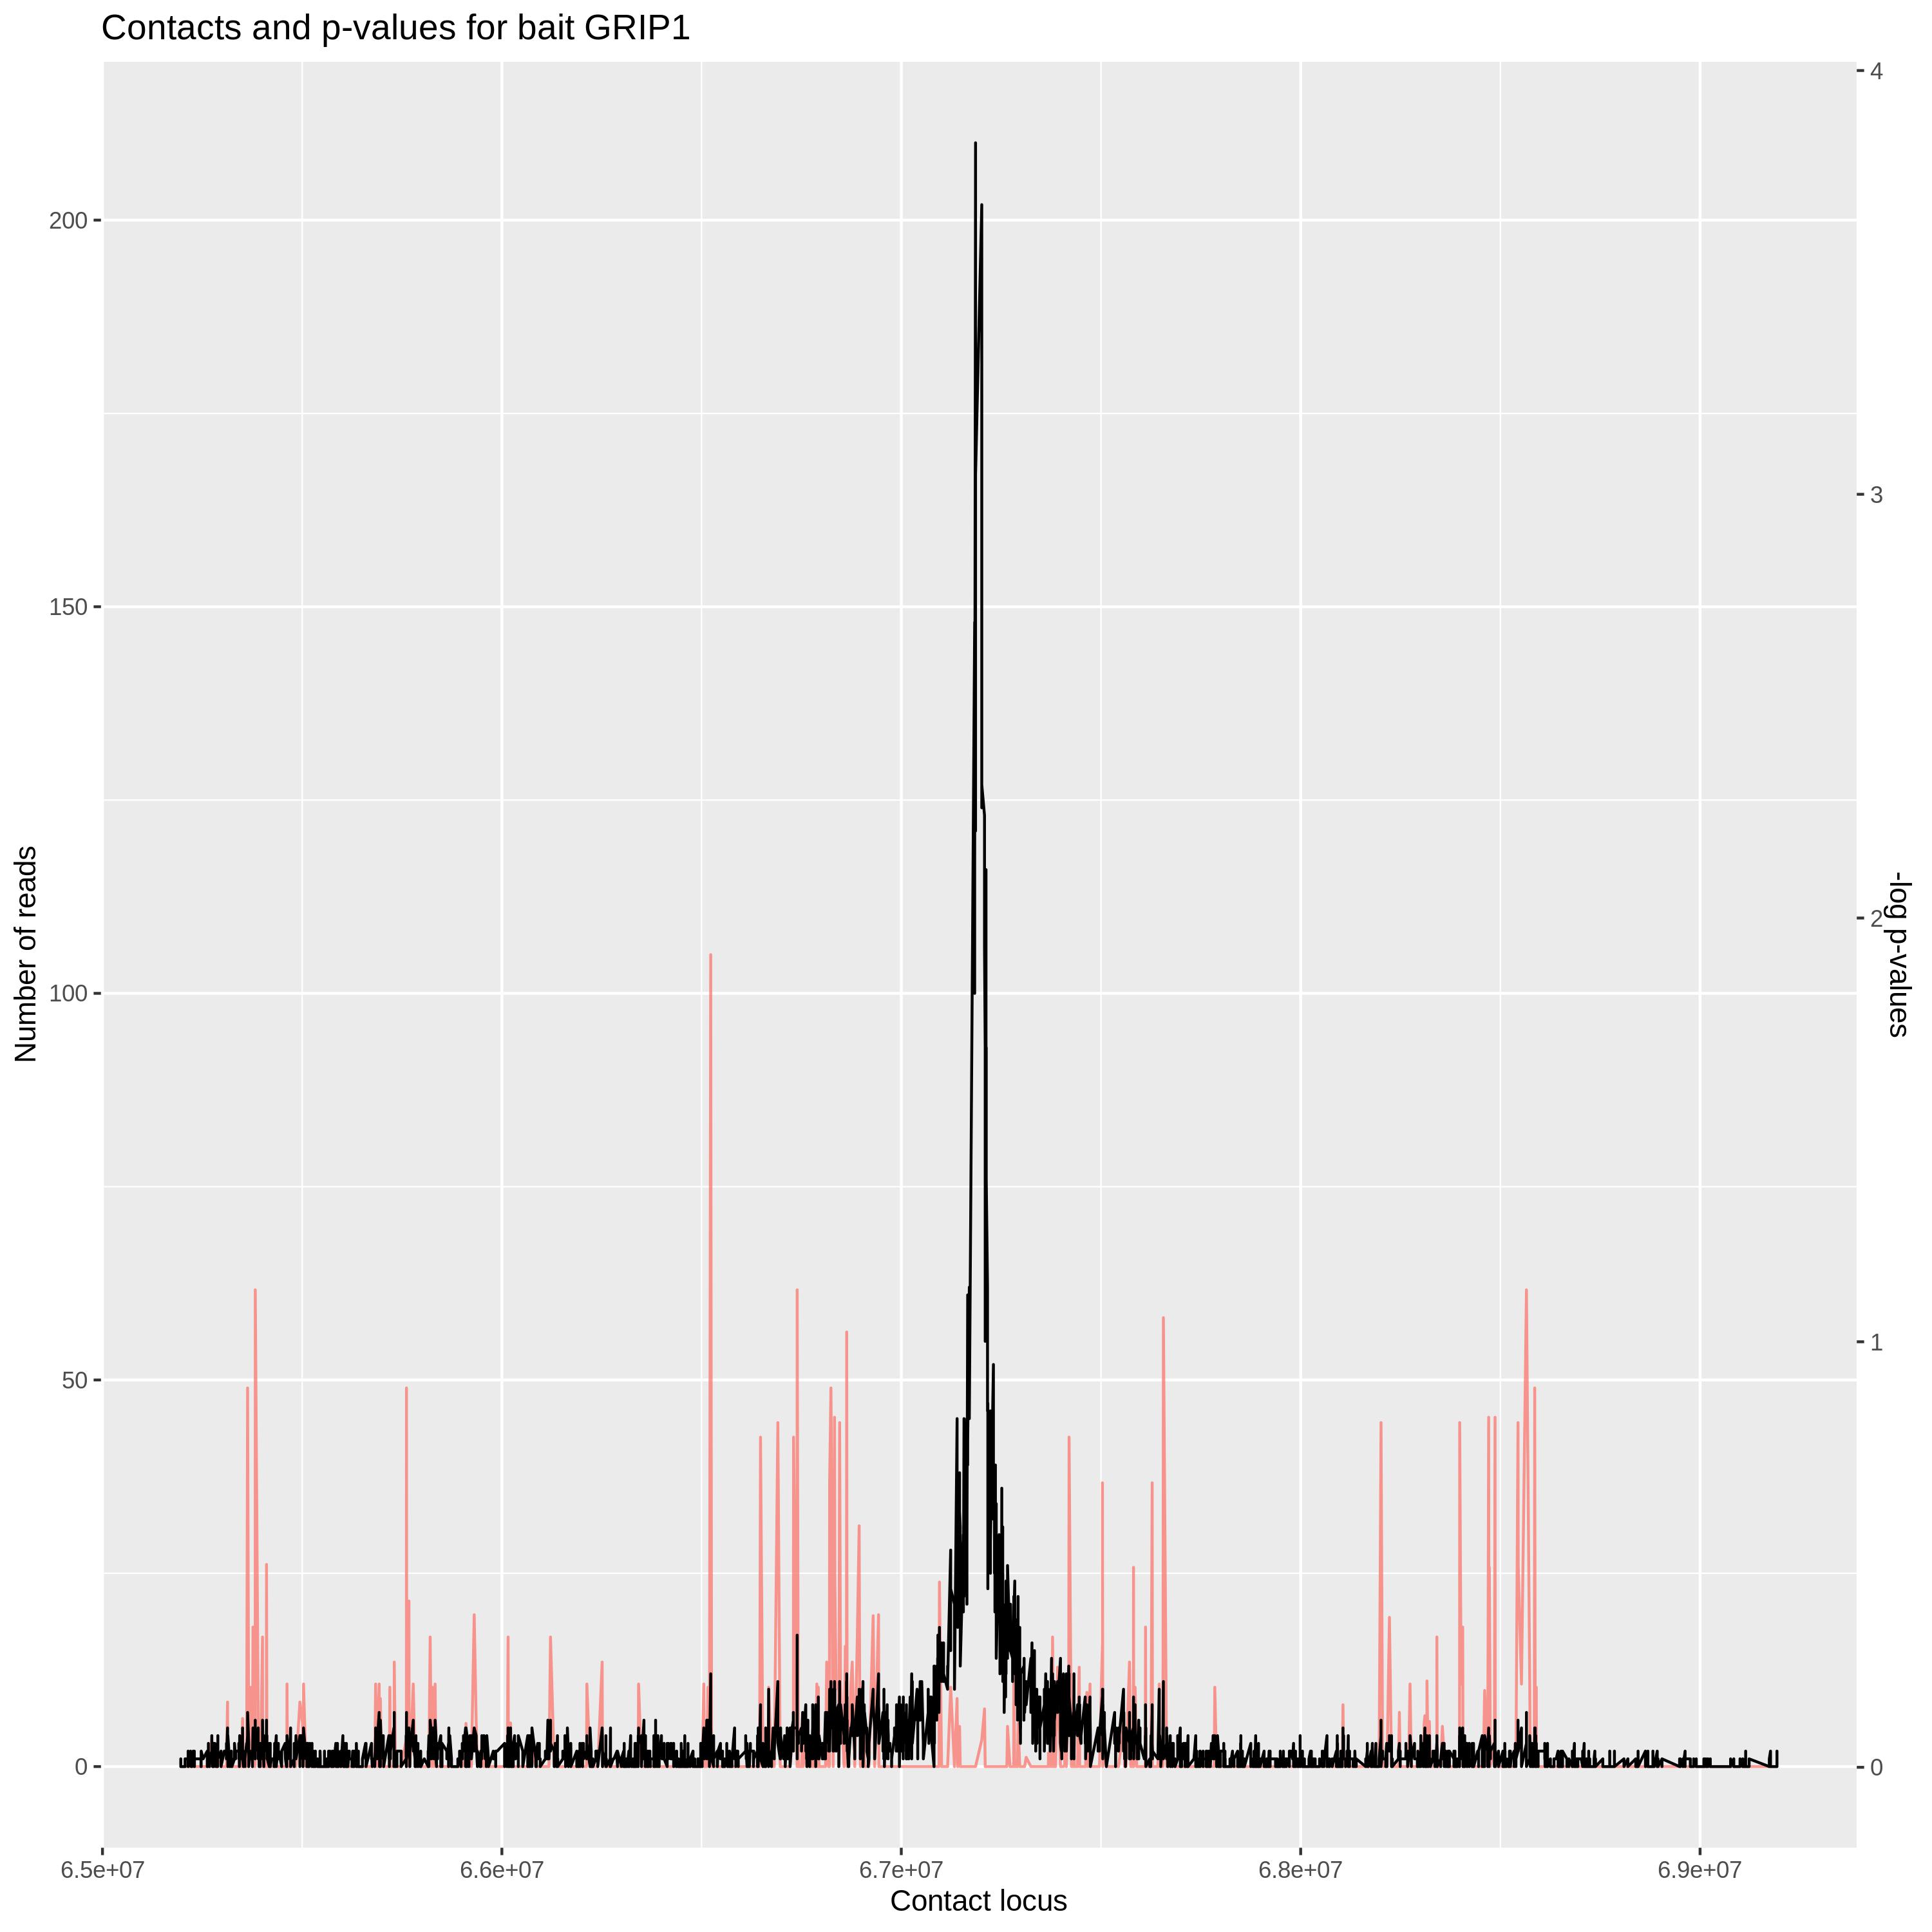 Contacts and p-values for bait GRIP1
4
200
3
150
Number of reads
-log p-values
2
100
1
50
0
0
6.5e+07
6.6e+07
6.7e+07
6.8e+07
6.9e+07
Contact locus